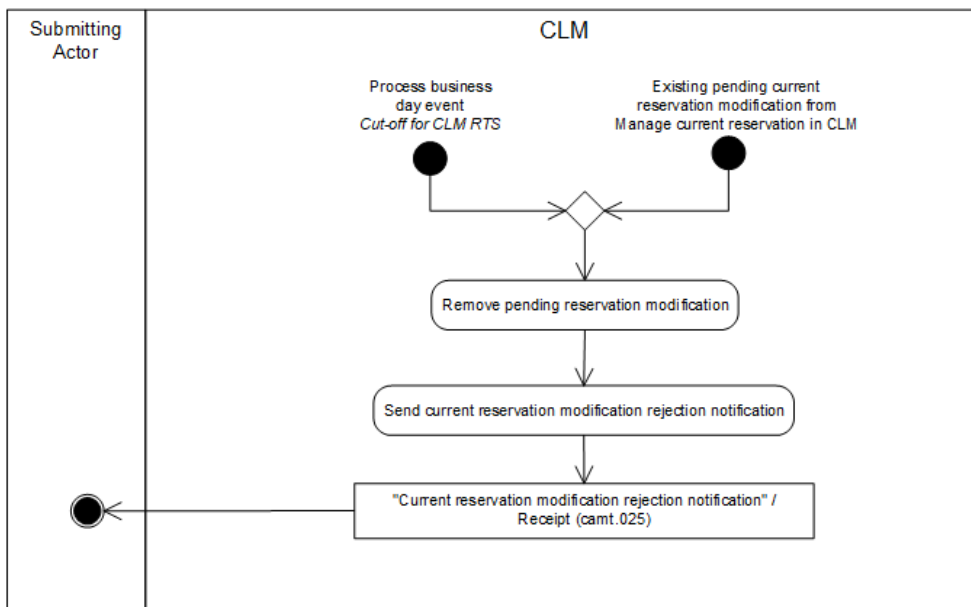 Submitting
Actor
CLM
Process business
day event
Cut-off for CLM RTS
Existing pending current
reservation modification from
Manage current reservation in CLM
Remove pending reservation modification
Send current reservation modification rejection notification
"Current reservation modification rejection notification" /
Receipt (camt.025)